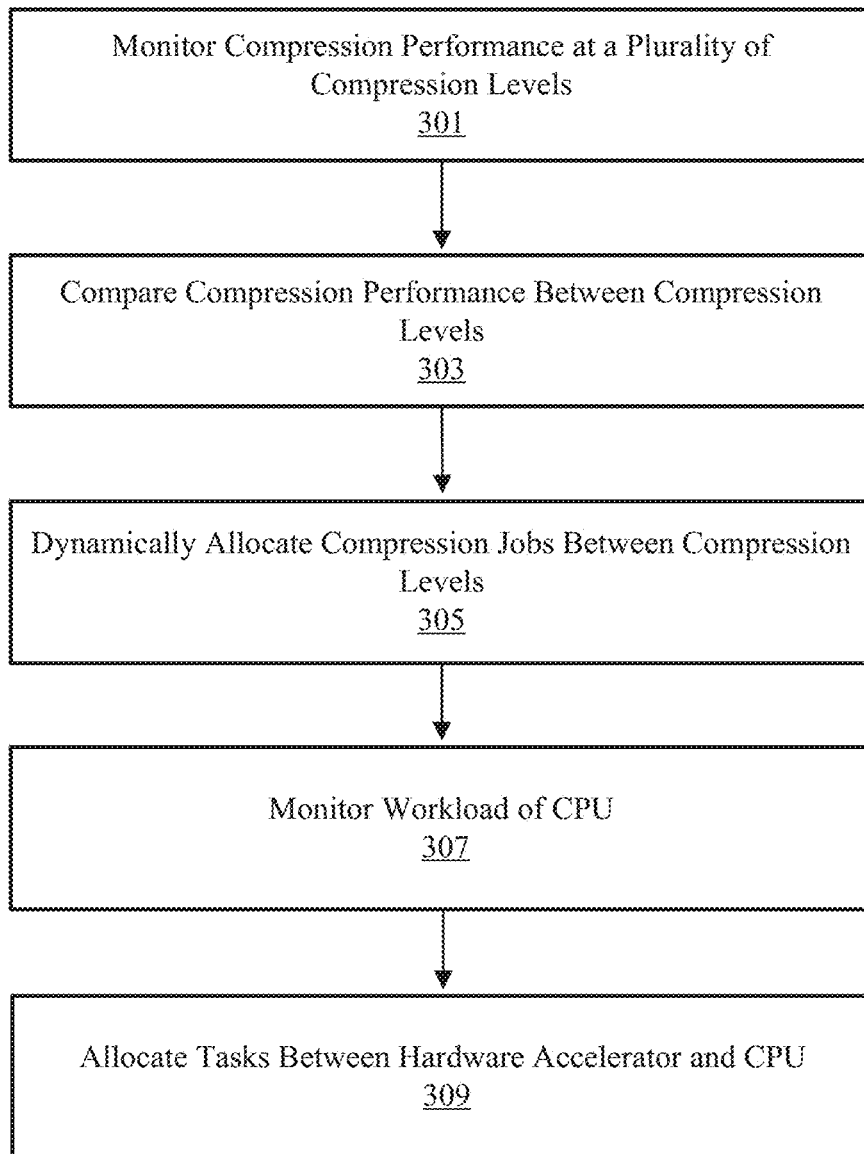 Monitor Compression Performance at a Plurality of
Compression Levels
301
Compare Compression Performance Between Compression
Levels
303
Dynamically Allocate Compression Jobs Between Compression
Levels
305
Monitor Workload of CPU
307
Allocate Tasks Between Hardware Accelerator and CPU
309